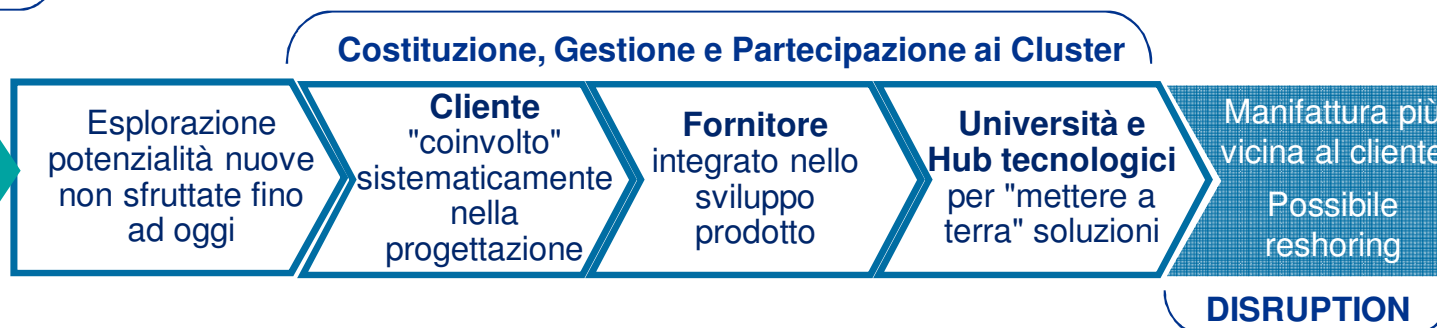 Costituzione, Gestione e Partecipazione ai Cluster
Esplorazione
potenzialità nuove
non sfruttate fino
ad oggi
Cliente
"coinvolto"
sistematicamente
nella
progettazione
Fornitore
integrato nello
sviluppo
prodotto
Università e
Hub tecnologici
per "mettere a
terra" soluzioni
Manifattura più
vicina al cliente
Possibile
reshoring
DISRUPTION